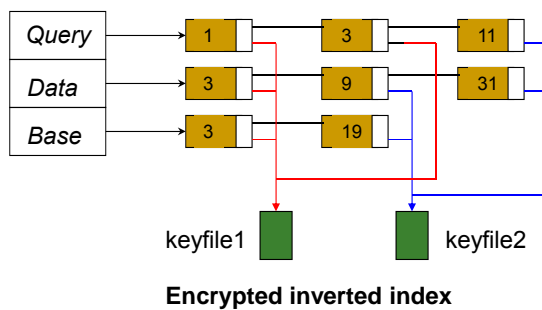 Query 1 3 11
Data 3 9 31
Base 3 19
keyfile1 keyfile2
Encrypted inverted index